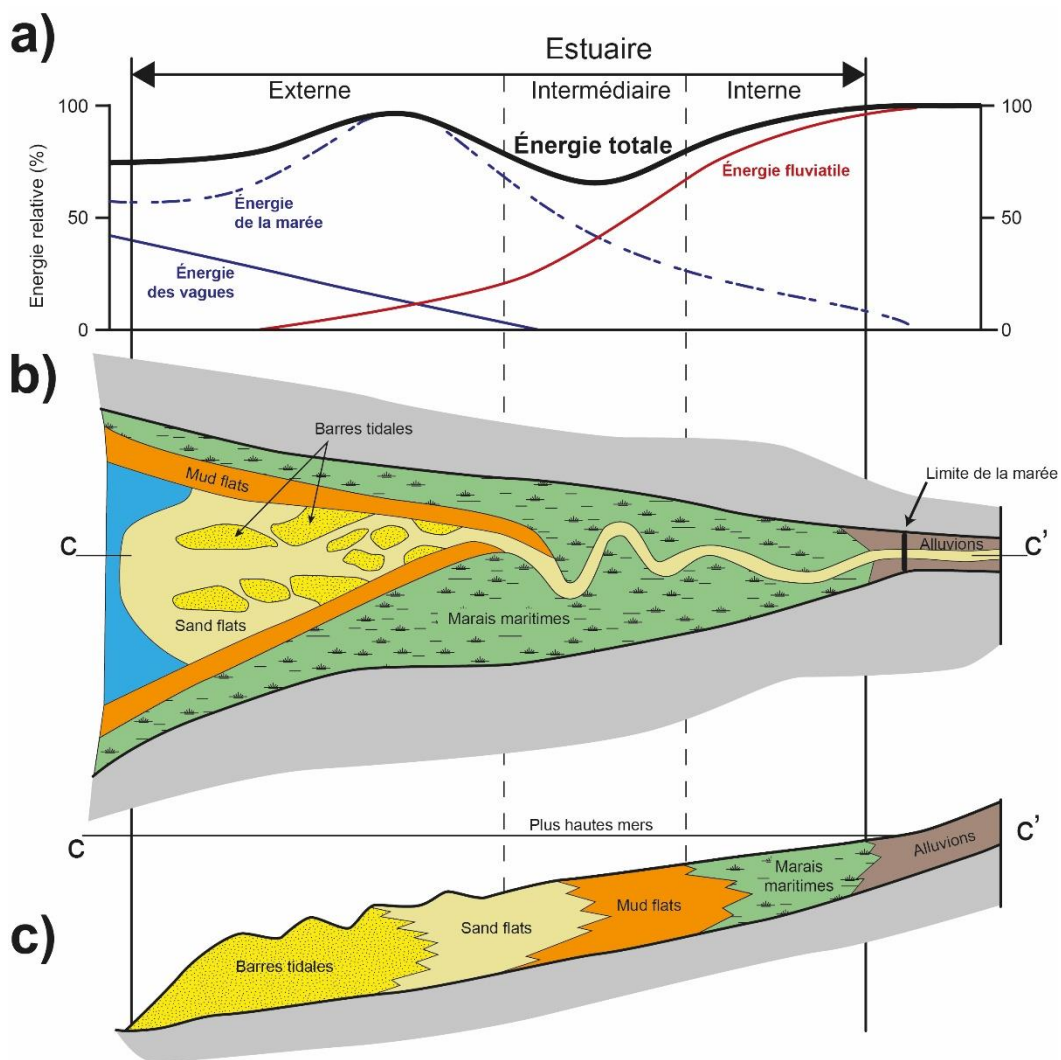 a)
Estuaire
Externe
Intermédiaire
Interne
100
100
Énergie totale
Énergie fluviatile
Énergie relative (%)
50
50
Énergie
de la marée
Énergie
des vagues
0
0
b)
Barres tidales
Mud flats
Limite de la marée
C
C'
Alluvions
Sand flats
Marais maritimes
Plus hautes mers
C
C'
Alluvions
Marais
maritimes
Mud flats
Sand flats
c)
Barres tidales